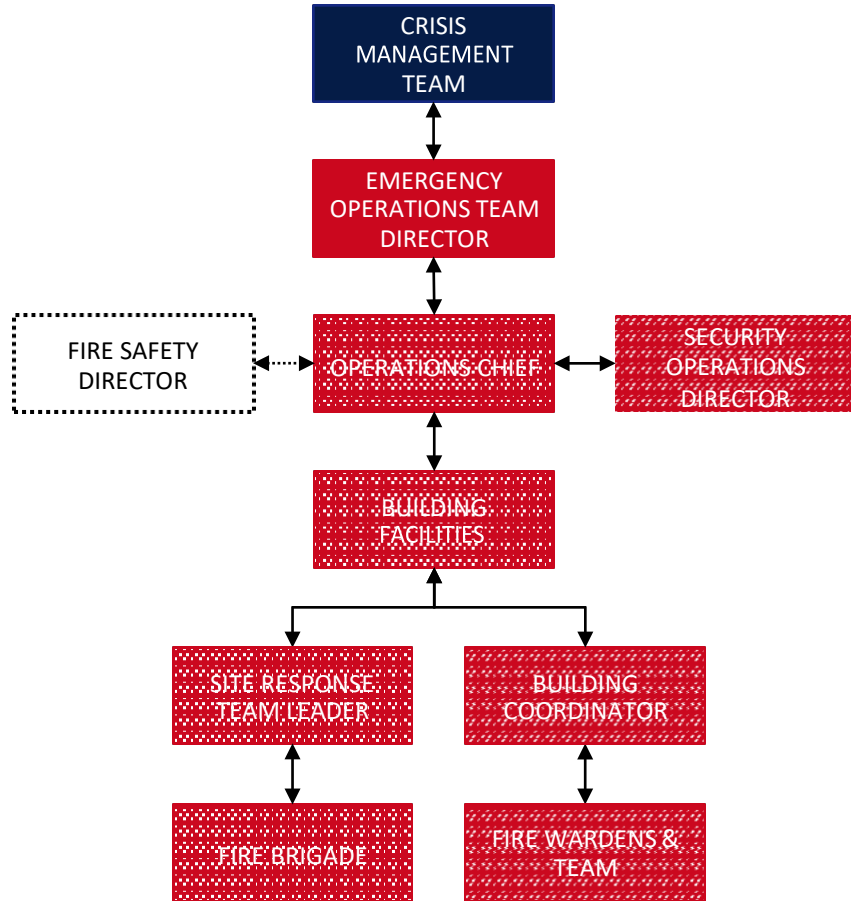 CRISIS
MANAGEMENT
TEAM
EMERGENCY
OPERATIONS TEAM
DIRECTOR
FIRE SAFETY
DIRECTOR
OPERATIONS CHIEF
SECURITY
OPERATIONS
DIRECTOR
BUILDING
FACILITIES
SITE RESPONSE
TEAM LEADER
BUILDING
COORDINATOR
FIRE BRIGADE
FIRE WARDENS &
TEAM